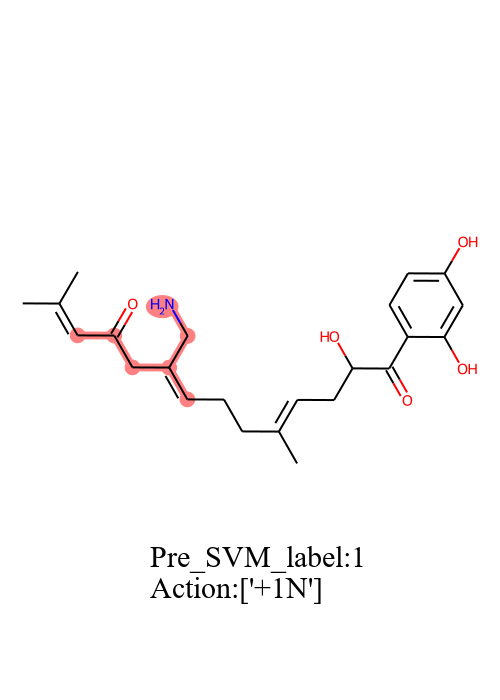 OH
O
H2N
HO
OH
O
Pre_SVM_label:1
Action:['+1N']